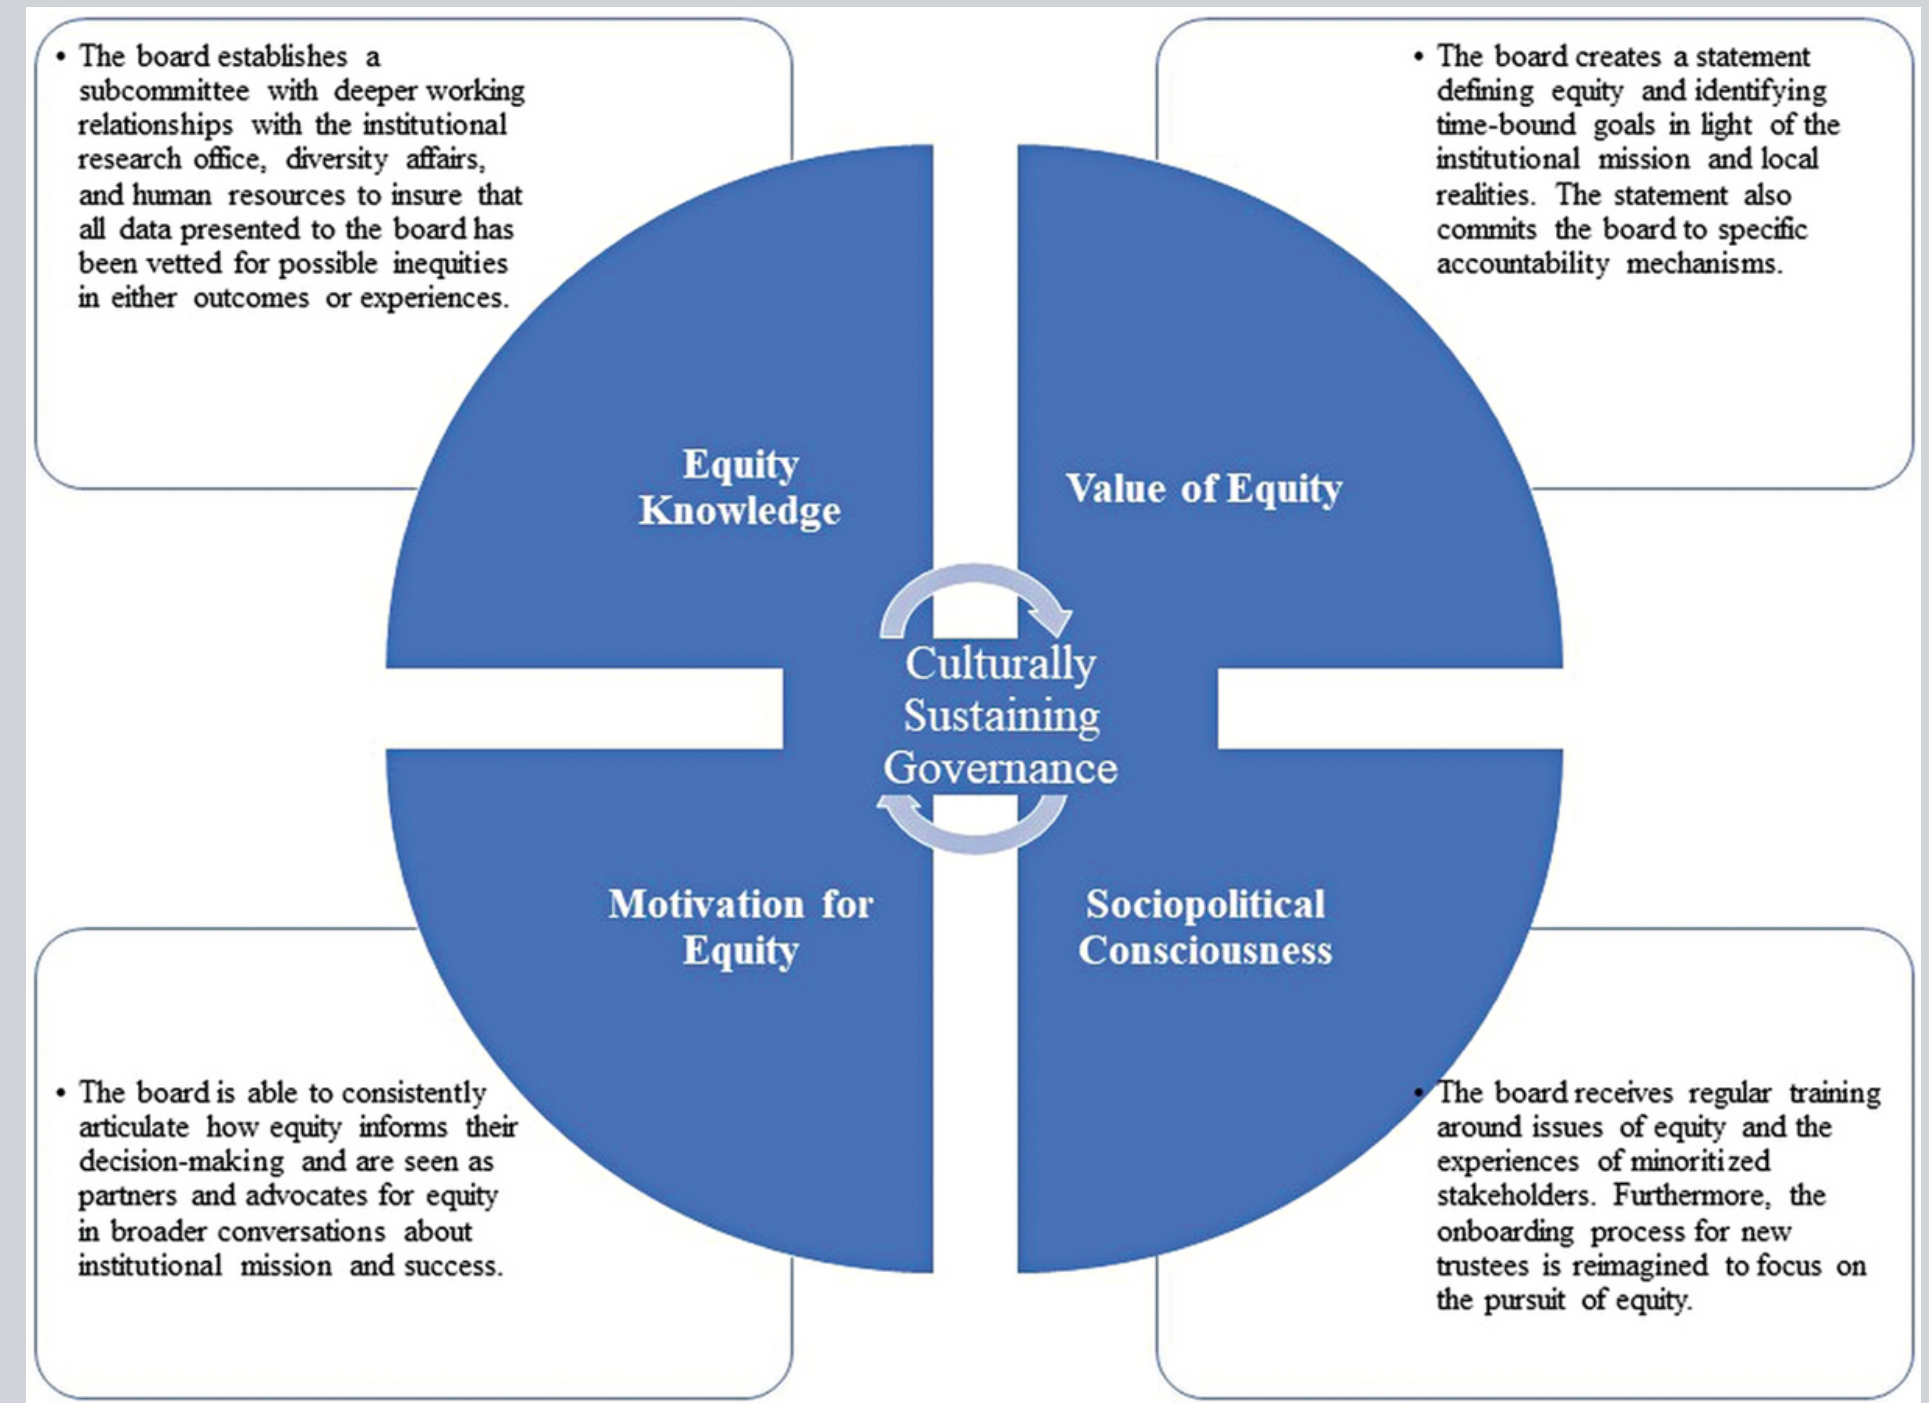 • The board establishes a
subcommittee with deeper working
relationships with the institutional
research office, diversity affairs,
and human resources to insure that
all data presented to the board has
been vetted for possible inequities
in either outcomes or experiences.
• The board creates a statement
defining equity and identifying
time-bound goals in light of the
institutional mission and local
realities. The statement also
commits the board to specific
accountability mechanisms.
Equity
Knowledge
Value of Equity
Culturally
Sustaining
Governance
Motivation for
Equity
Sociopolitical
Consciousness
• The board is able to consistently
articulate how equity informs their
decision-making and are seen as
partners and advocates for equity
in broader conversations about
institutional mission and success.
• The board receives regular training
around issues of equity and the
experiences of minoritized
stakeholders. Furthermore, the
onboarding process for new
trustees is reimagined to focus on
the pursuit of equity.